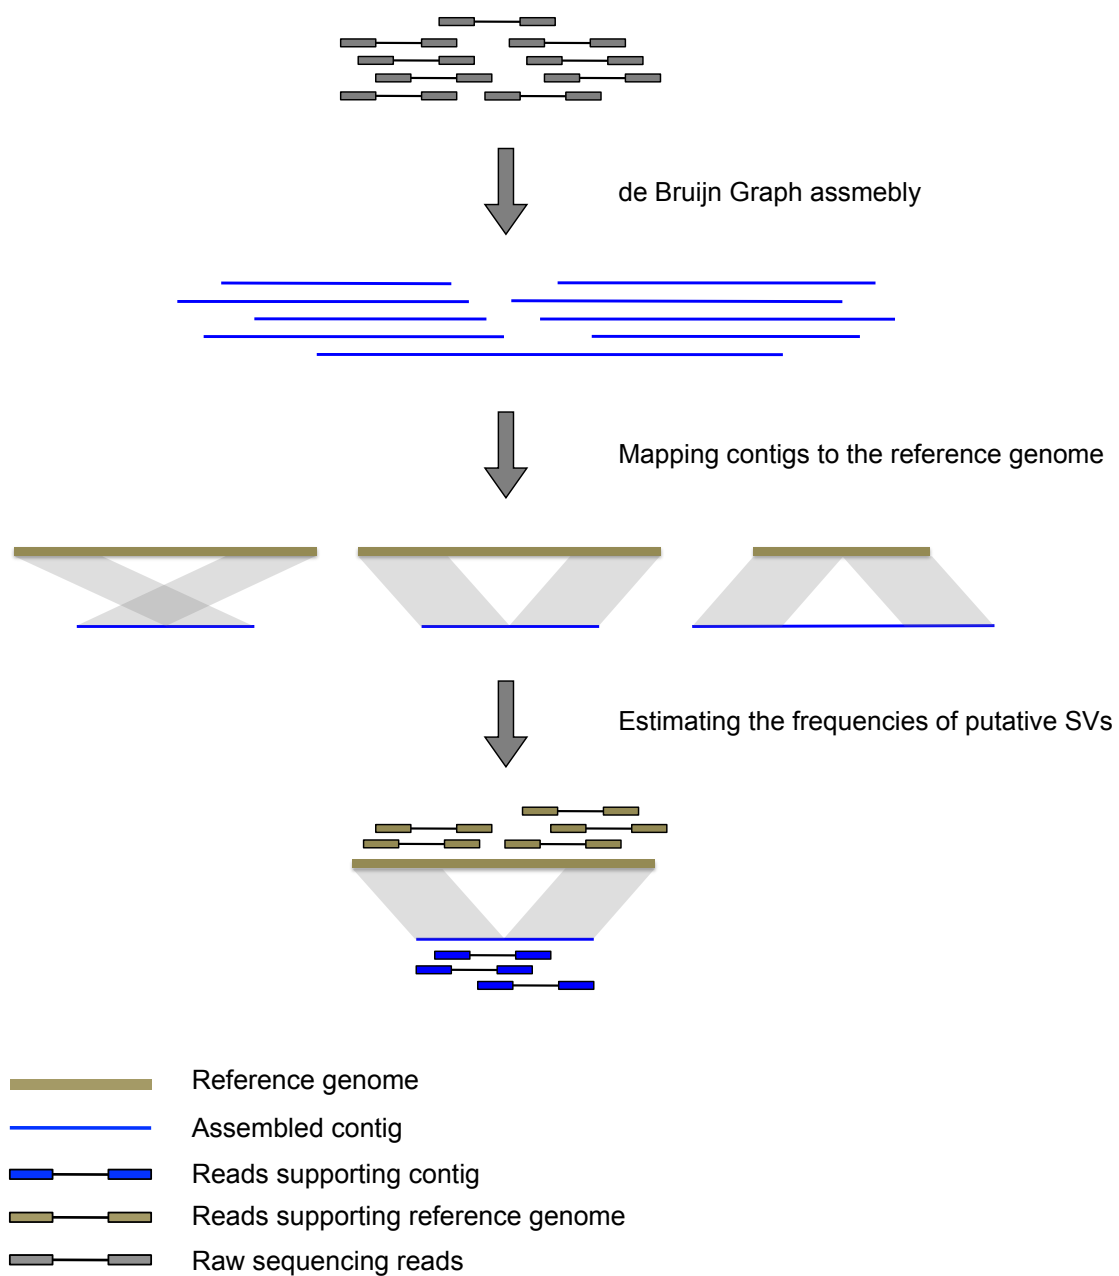 de Bruijn Graph assmebly
Mapping contigs to the reference genome
Estimating the frequencies of putative SVs
Reference genome
Assembled contig
Reads supporting contig
Reads supporting reference genome
Raw sequencing reads